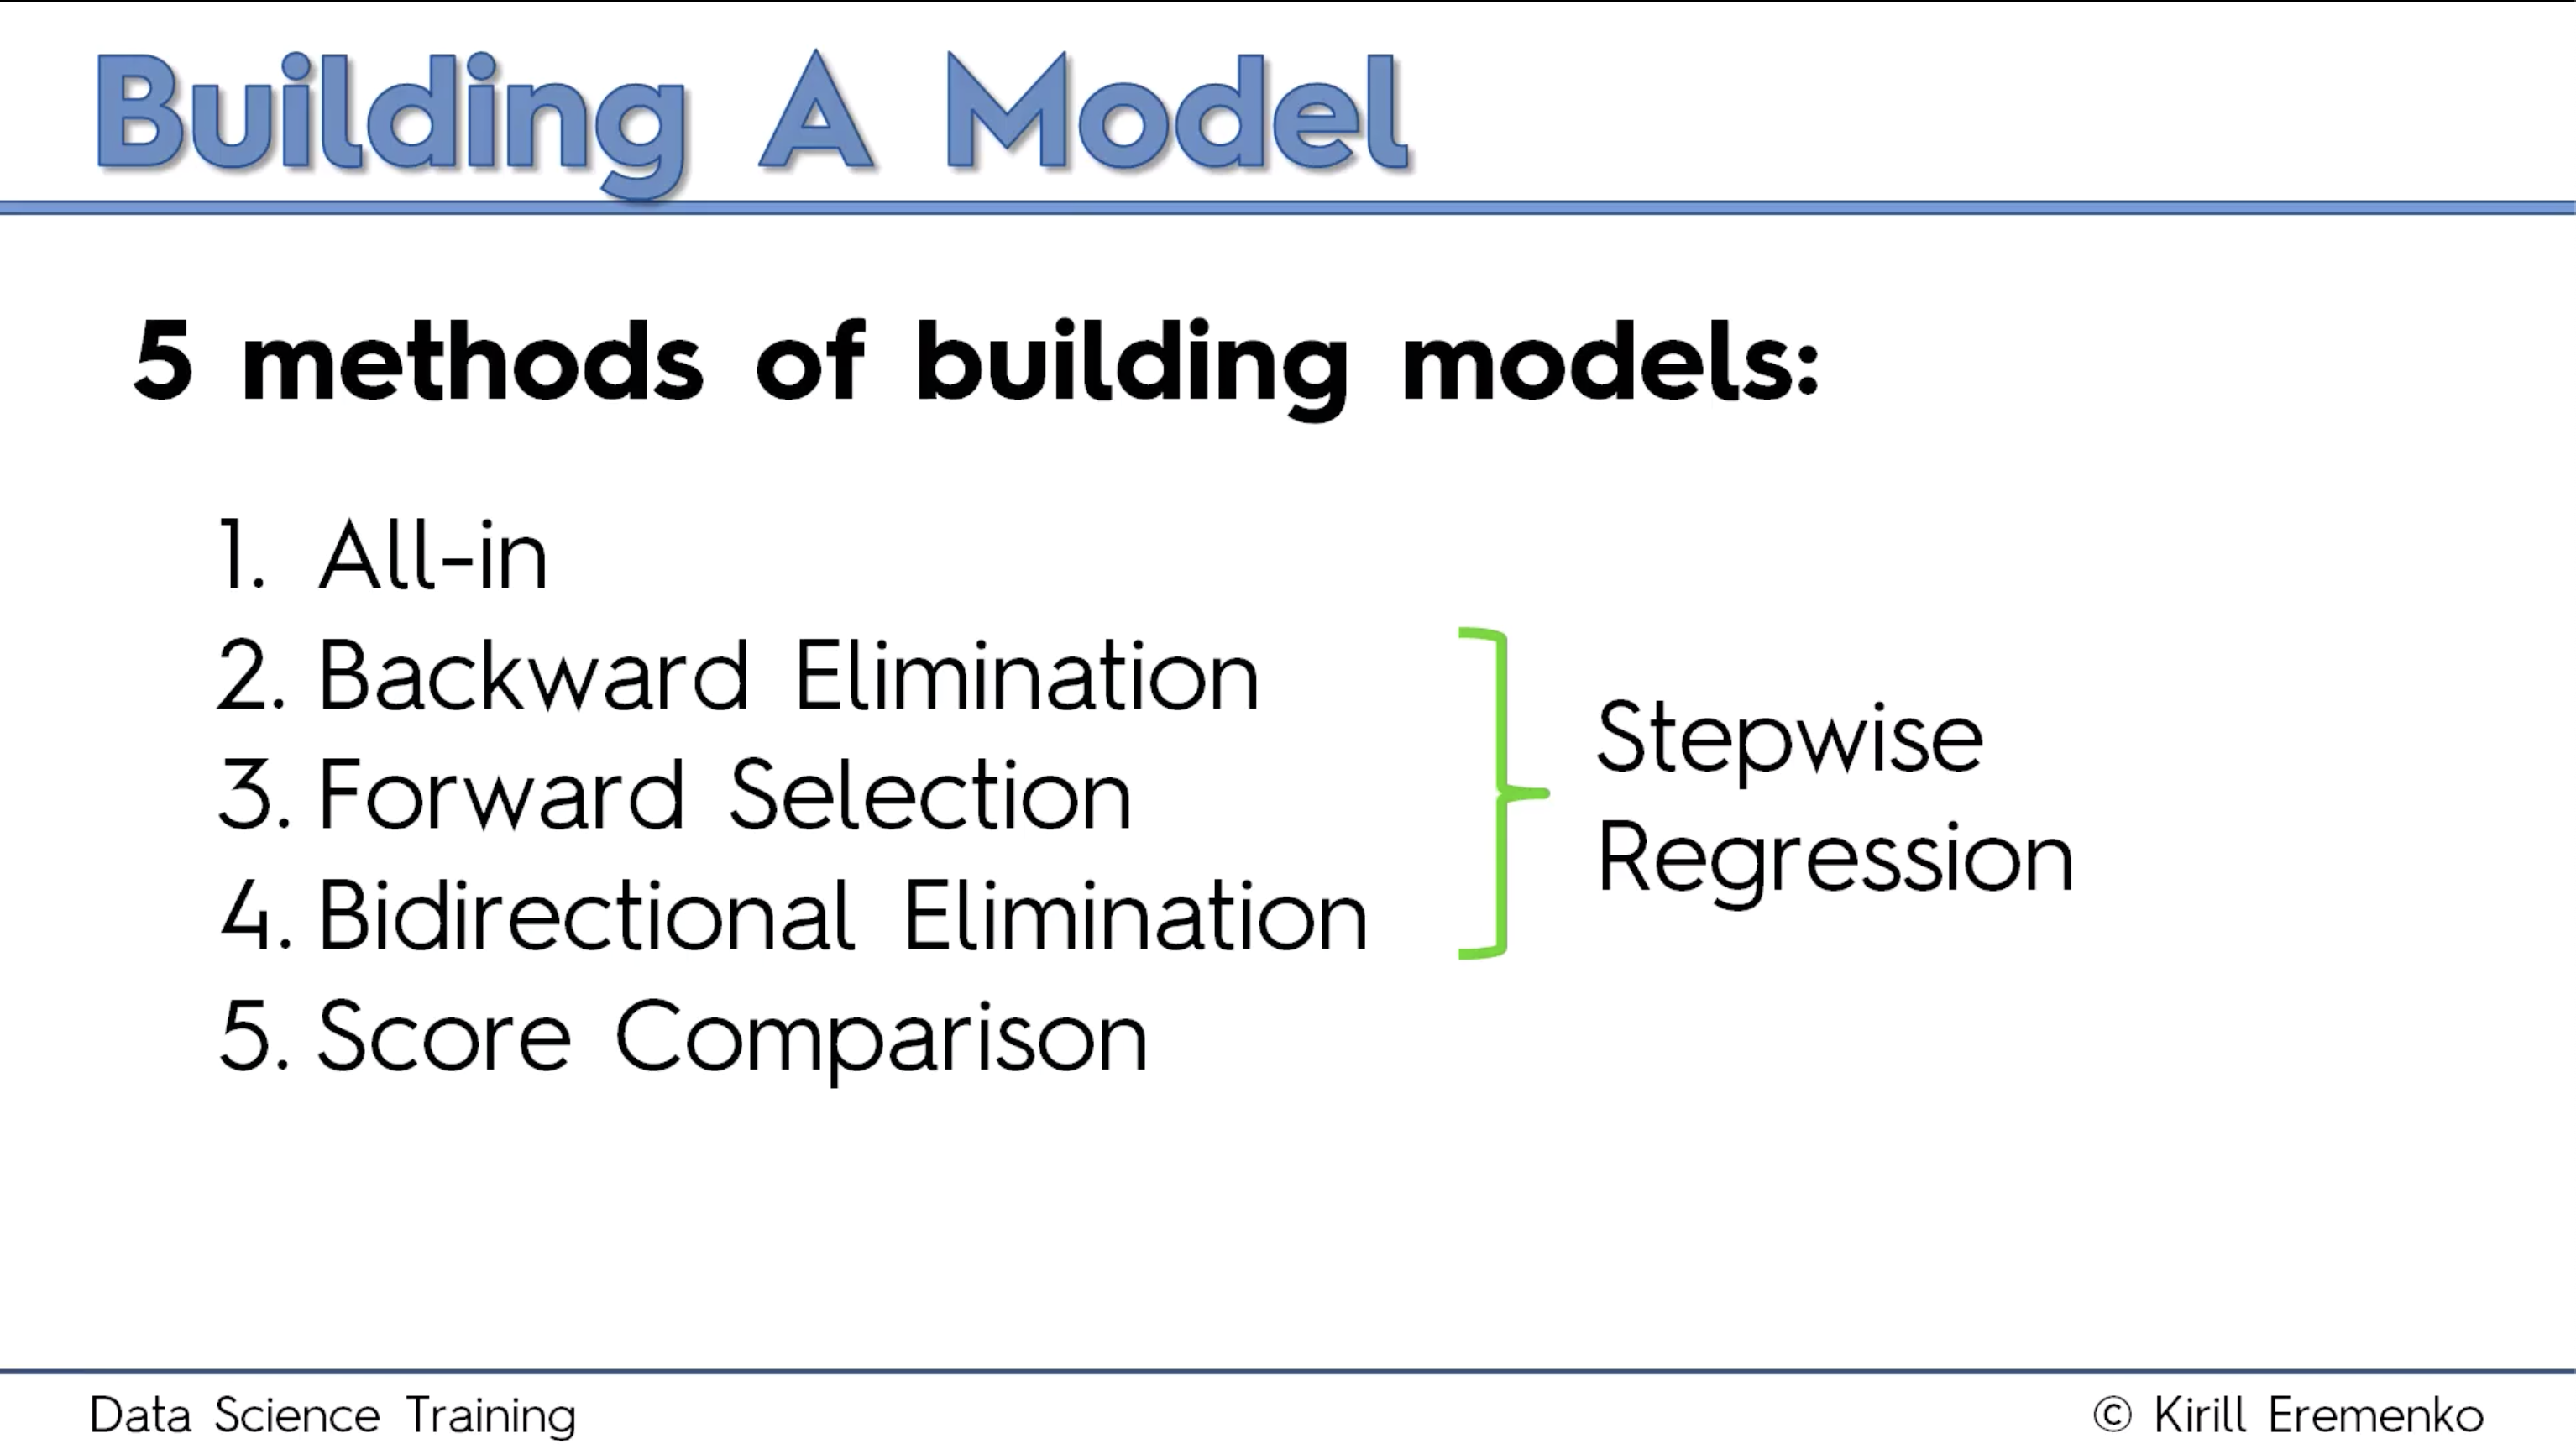 Building A Model
5 methods of building models:
1. All-in
2. Backward Elimination
3. Forward Selection
4. Bidirectional Elimination
5. Score Comparison
Stepwise
Regression
Data Science Training
© Kirill Eremenko